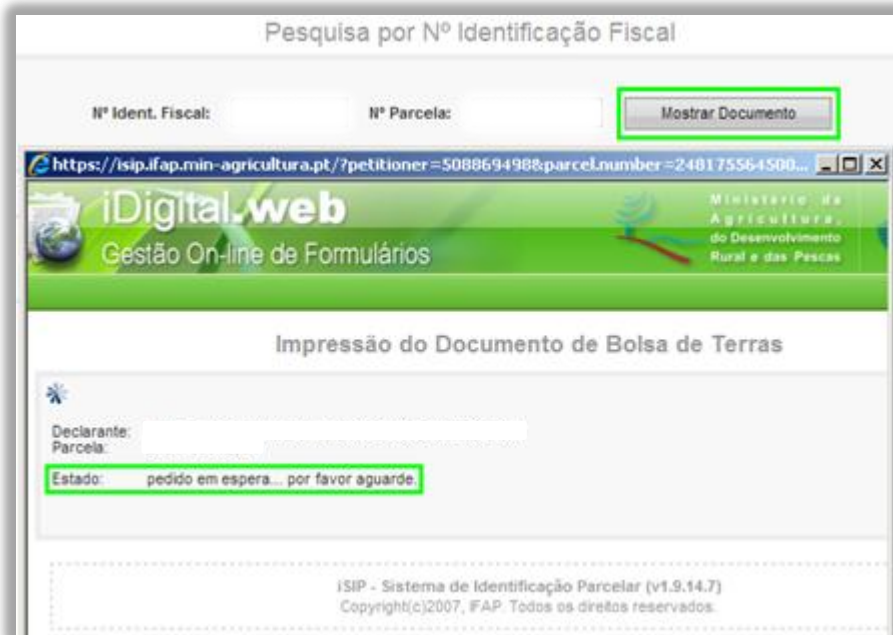 Pesquisa por Nº Identificação Fiscal
Nº Ident. Fiscal: Nº Parcela: Mostrar Documento
https://isip.ifap.min-agricultura.pt/?petitioner=508869498&parcel.number=248175564500...
iDigital.web
Gestão On-line de Formulários
Ministério da
Agricultura,
do Desenvolvimento
Rural e das Pescas
Impressão do Documento de Bolsa de Terras
Declarante:
Parcela:
Estado: pedido em espera... por favor aguarde.
iSIP - Sistema de Identificação Parcelar (v1.9.14.7)
Copyright(c)2007, IFAP. Todos os direitos reservados.